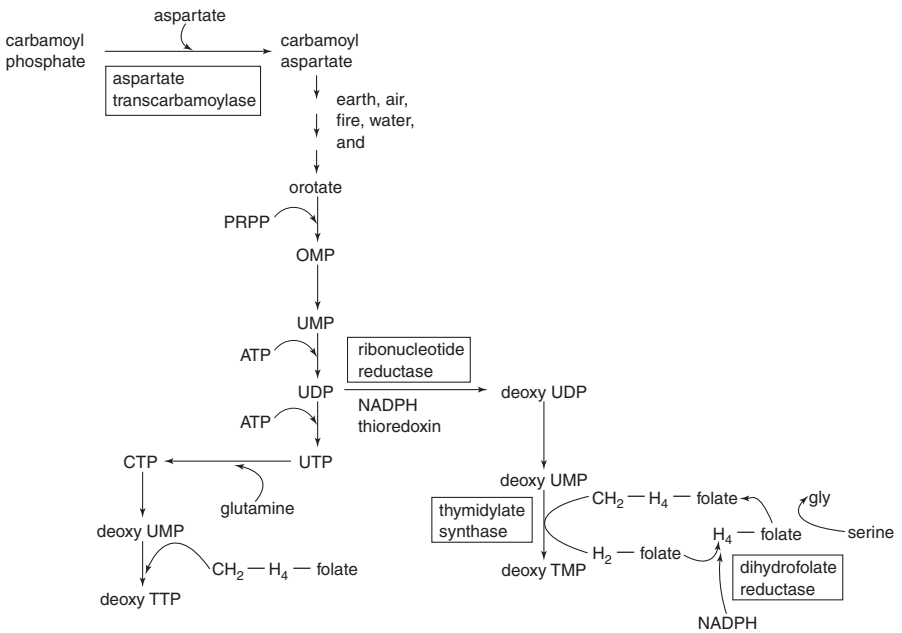 aspartate
carbamoyl
phosphate
carbamoyl
aspartate
aspartate
transcarbamoylase
earth, air,
fire, water,
and
orotate
PRPP
OMP
UMP
ATP
ribonucleotide
reductase
UDP
deoxy UDP
ATP
NADPH
thioredoxin
CTP
UTP
glutamine
deoxy UMP
deoxy UMP
CH2 — H4 — folate
gly
thymidylate
synthase
H4 — folate
serine
H2 — folate
deoxy TMP
CH2 — H4 — folate
dihydrofolate
reductase
deoxy TTP
NADPH